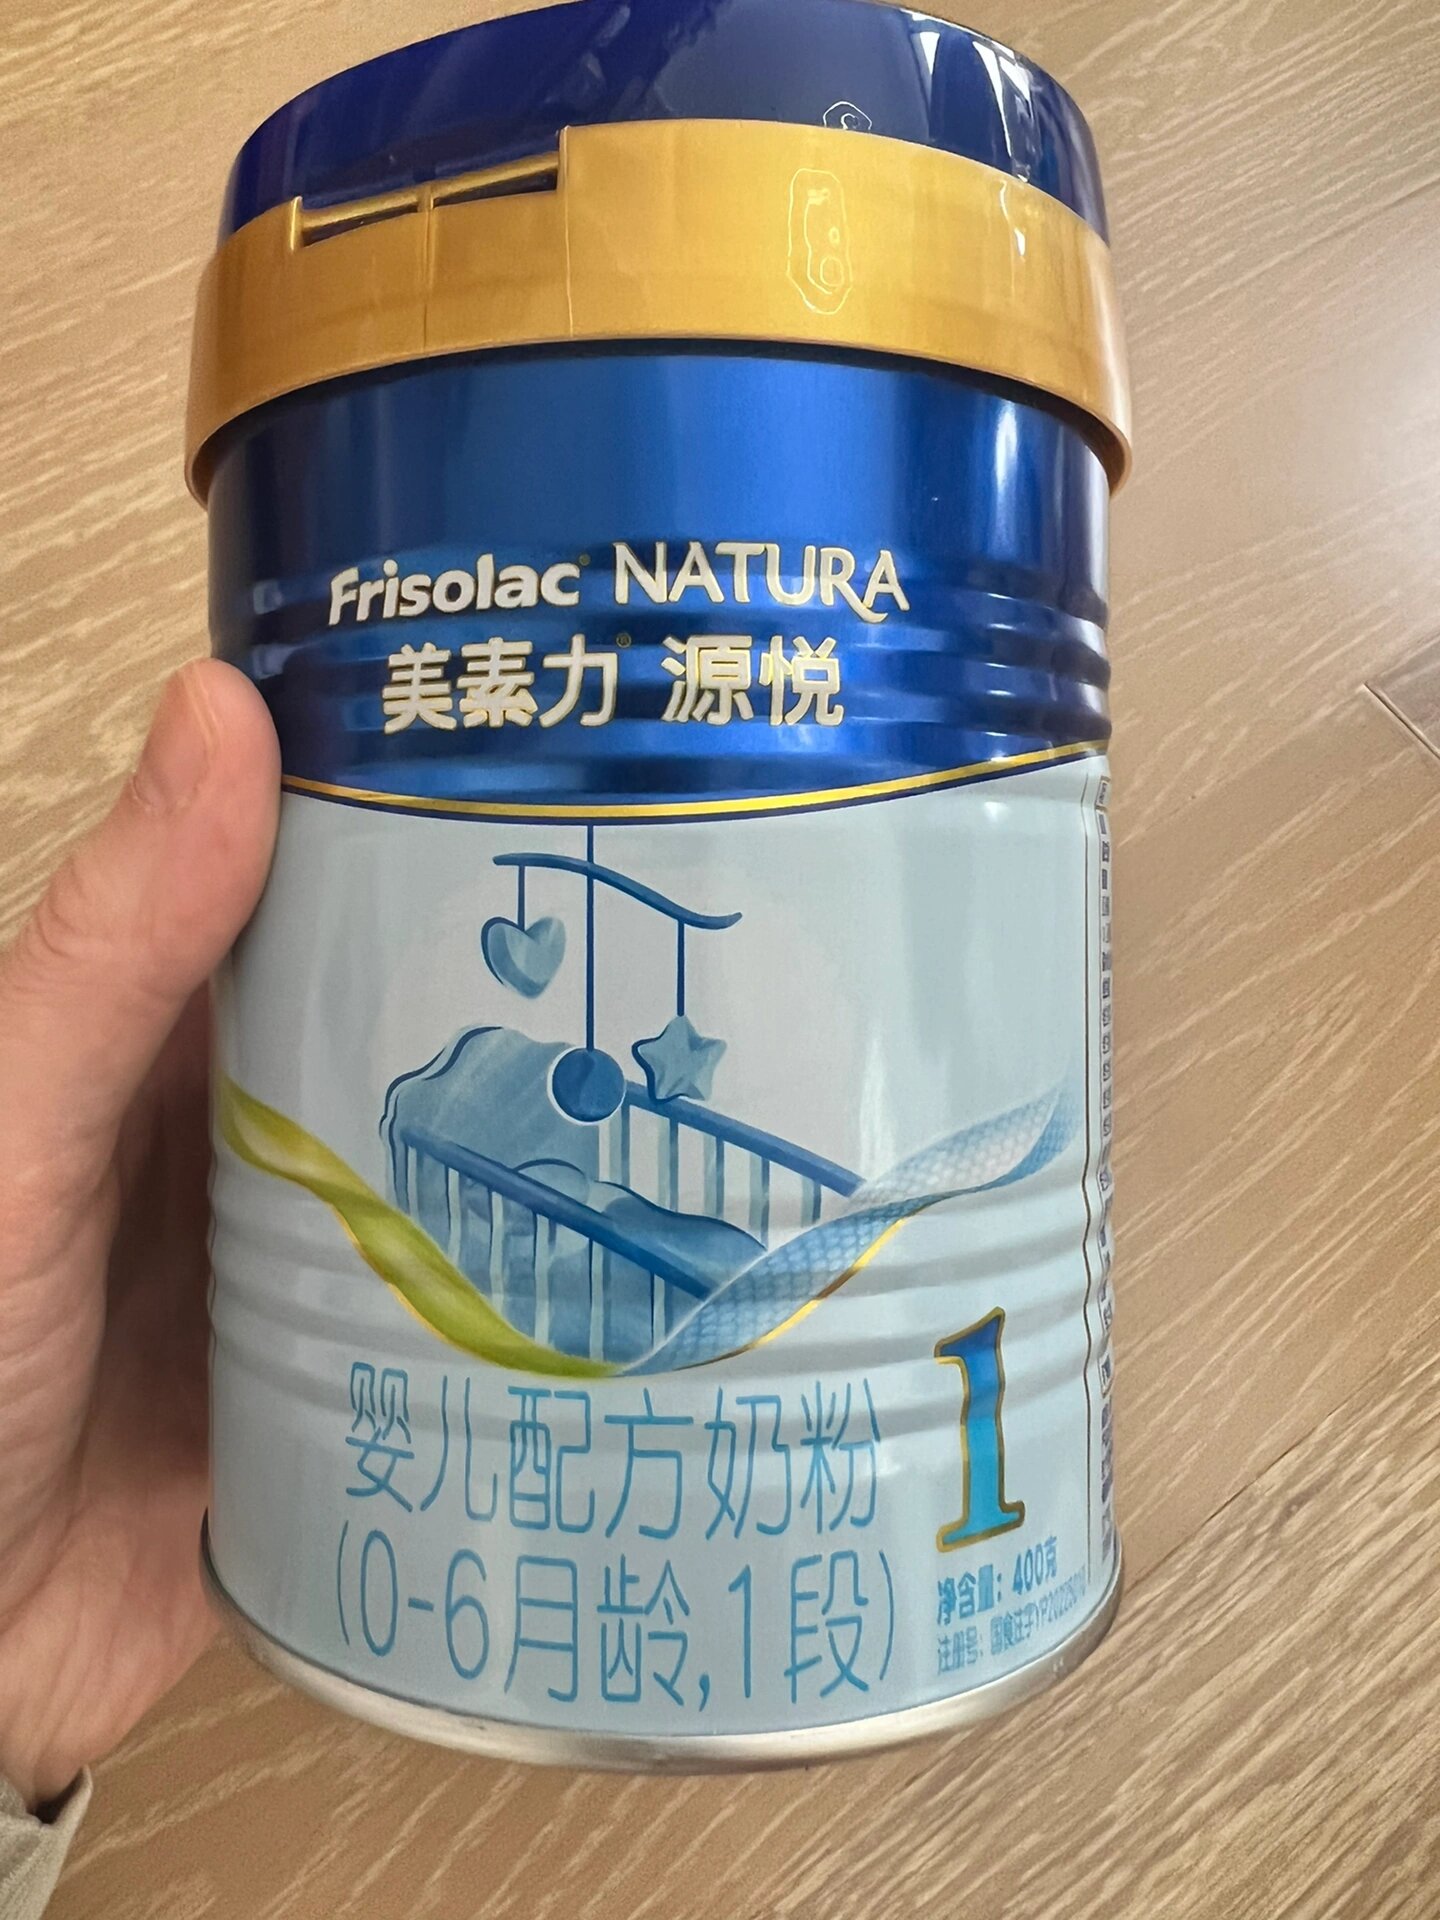 Frisolac® NATURA
美素力® 源悦
婴儿配方奶粉
(0-6月龄,1段)
1
净含量: 400克